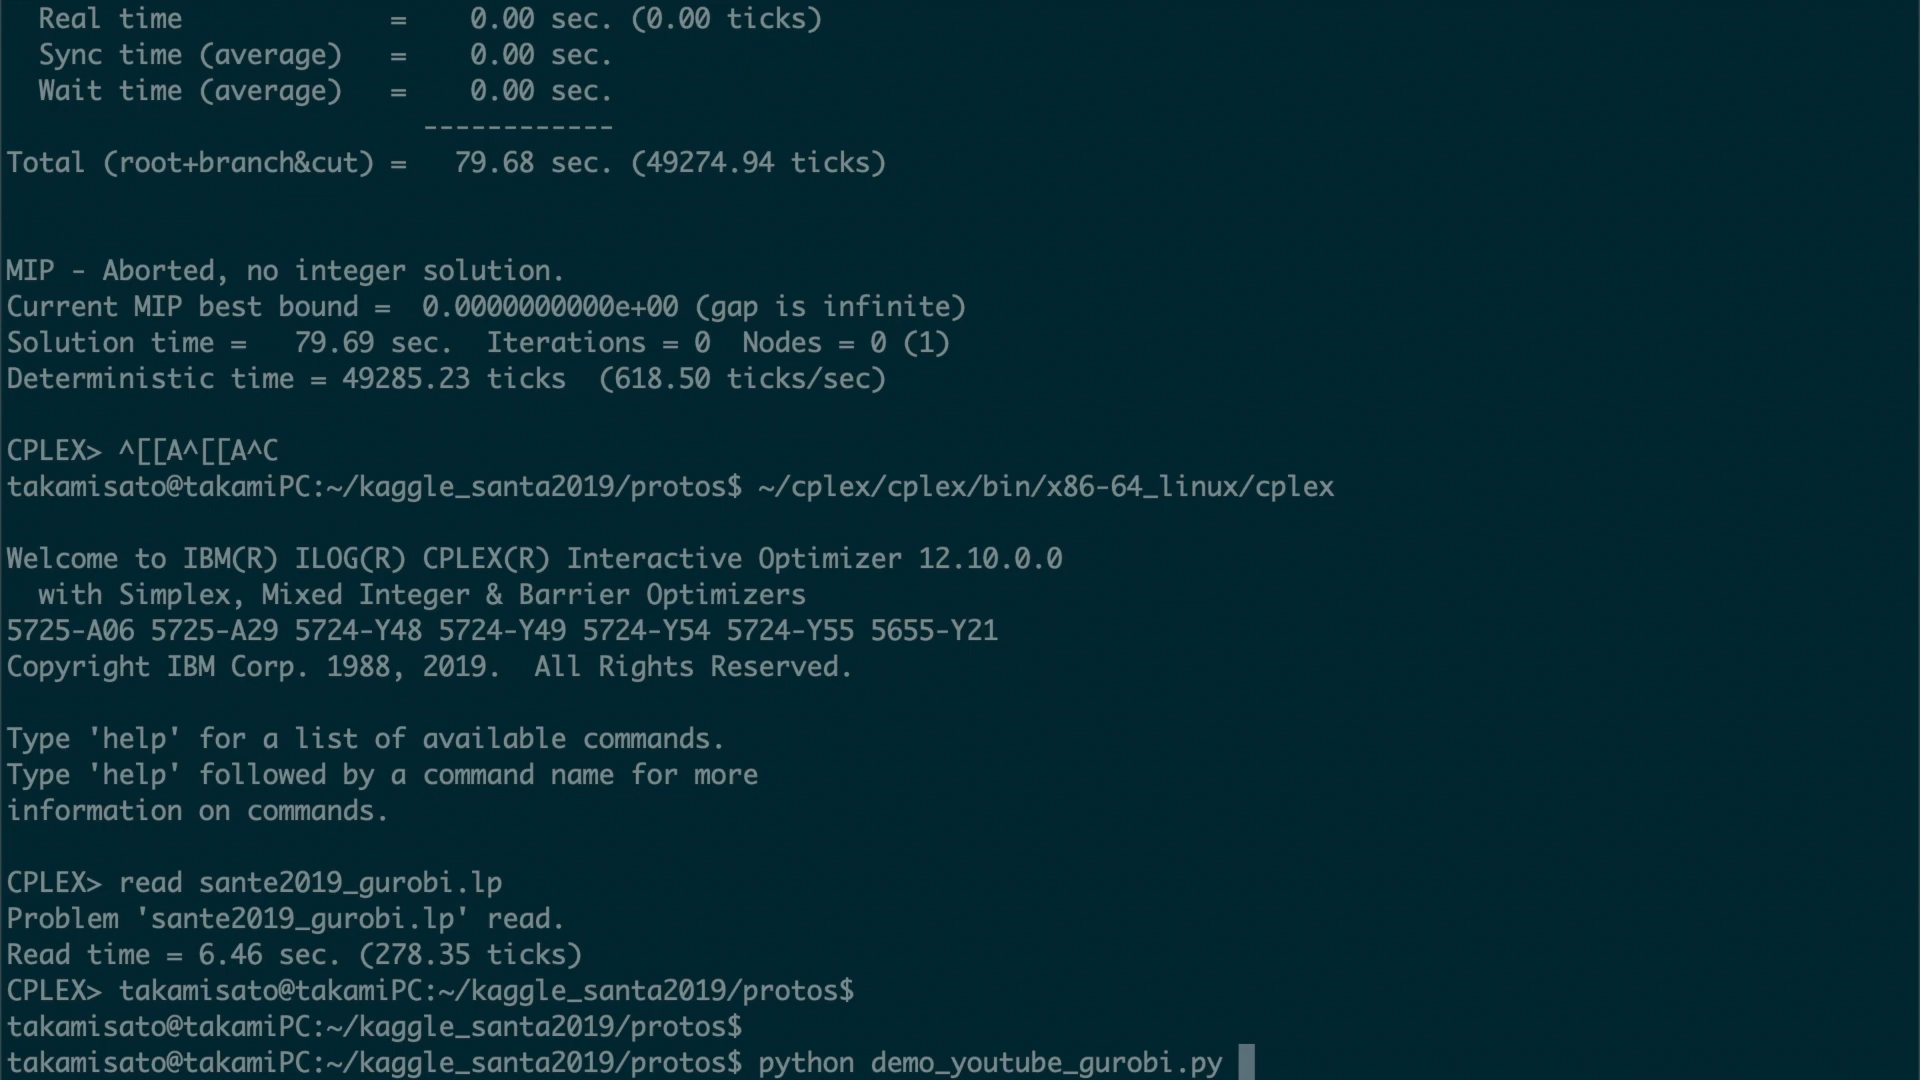 Real time = 0.00 sec. (0.00 ticks)
Sync time (average) = 0.00 sec.
Wait time (average) = 0.00 sec.
------------
Total (root+branch&cut) = 79.68 sec. (49274.94 ticks)
MIP - Aborted, no integer solution.
Current MIP best bound = 0.0000000000e+00 (gap is infinite)
Solution time = 79.69 sec. Iterations = 0 Nodes = 0 (1)
Deterministic time = 49285.23 ticks (618.50 ticks/sec)
CPLEX> ^[[A^[[A^C
takamisato@takamiPC:~/kaggle_santa2019/protos$ ~/cplex/cplex/bin/x86-64_linux/cplex
Welcome to IBM(R) ILOG(R) CPLEX(R) Interactive Optimizer 12.10.0.0
with Simplex, Mixed Integer & Barrier Optimizers
5725-A06 5725-A29 5724-Y48 5724-Y49 5724-Y54 5724-Y55 5655-Y21
Copyright IBM Corp. 1988, 2019. All Rights Reserved.
Type 'help' for a list of available commands.
Type 'help' followed by a command name for more
information on commands.
CPLEX> read sante2019_gurobi.lp
Problem 'sante2019_gurobi.lp' read.
Read time = 6.46 sec. (278.35 ticks)
CPLEX> takamisato@takamiPC:~/kaggle_santa2019/protos$
takamisato@takamiPC:~/kaggle_santa2019/protos$
takamisato@takamiPC:~/kaggle_santa2019/protos$ python demo_youtube_gurobi.py